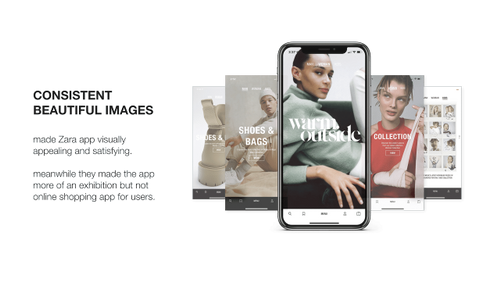 CONSISTENT
BEAUTIFUL IMAGES
made Zara app visually
appealing and satisfying.
meanwhile they made the app
more of an exhibition but not
online shopping app for users.
SHOES &
BAGS
warm
outside
COLLECTION